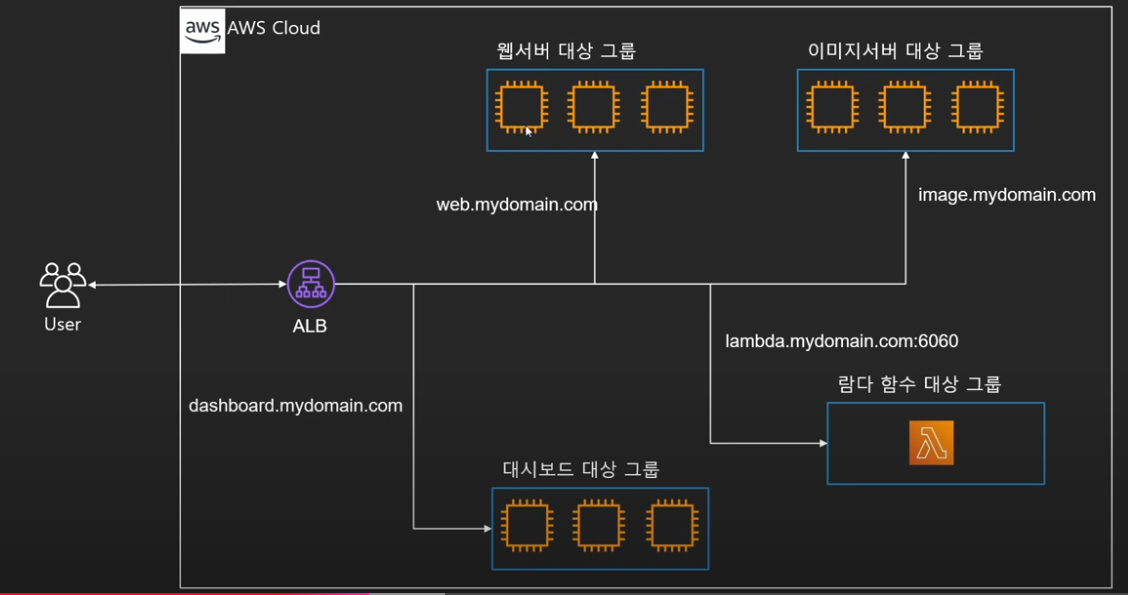 aws AWS Cloud
웹서버 대상 그룹
이미지서버 대상 그룹
web.mydomain.com
image.mydomain.com
User
ALB
lambda.mydomain.com:6060
람다 함수 대상 그룹
dashboard.mydomain.com
대시보드 대상 그룹